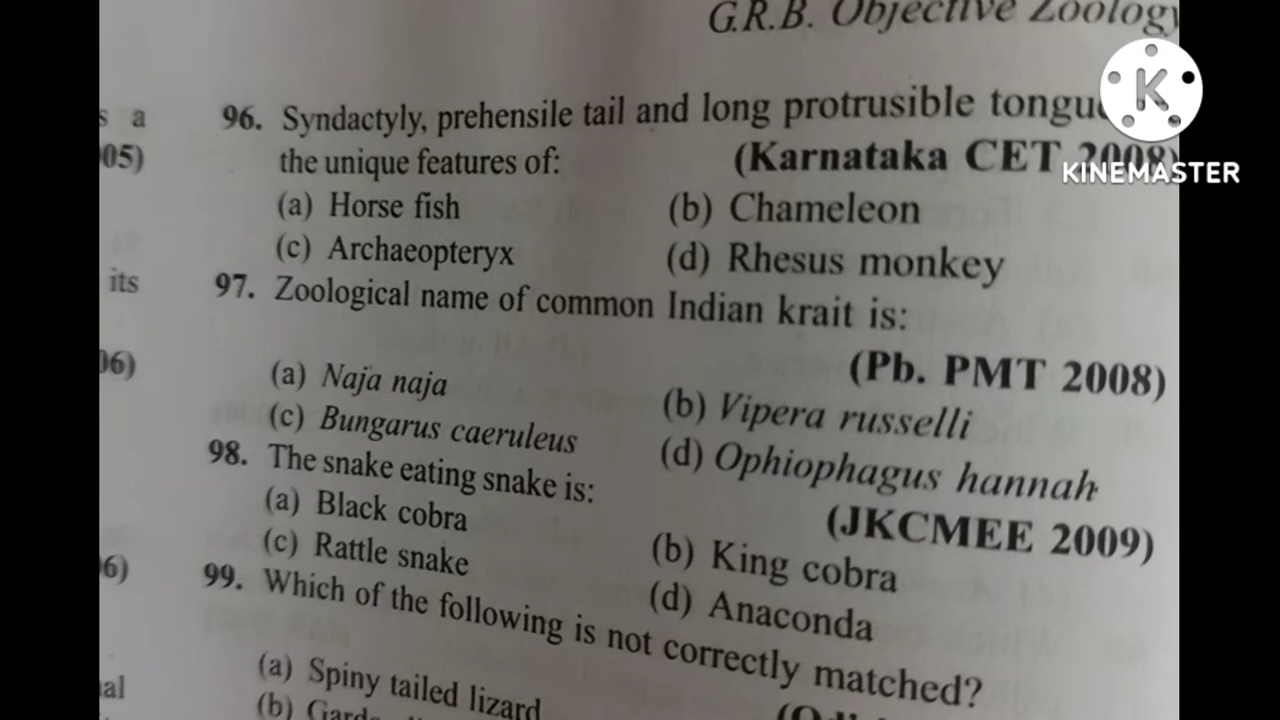 G.R.B. Objective Zoology
K
KINEMASTER
s a
05)
its
06)
6)
al
96. Syndactyly, prehensile tail and long protrusible tongue
the unique features of: (Karnataka CET 2008)
(a) Horse fish (b) Chameleon
(c) Archaeopteryx (d) Rhesus monkey
97. Zoological name of common Indian krait is:
(Pb. PMT 2008)
(a) Naja naja (b) Vipera russelli
(c) Bungarus caeruleus (d) Ophiophagus hannah
98. The snake eating snake is: (JKCMEE 2009)
(a) Black cobra (b) King cobra
(c) Rattle snake (d) Anaconda
99. Which of the following is not correctly matched?
(a) Spiny tailed lizard
(b)